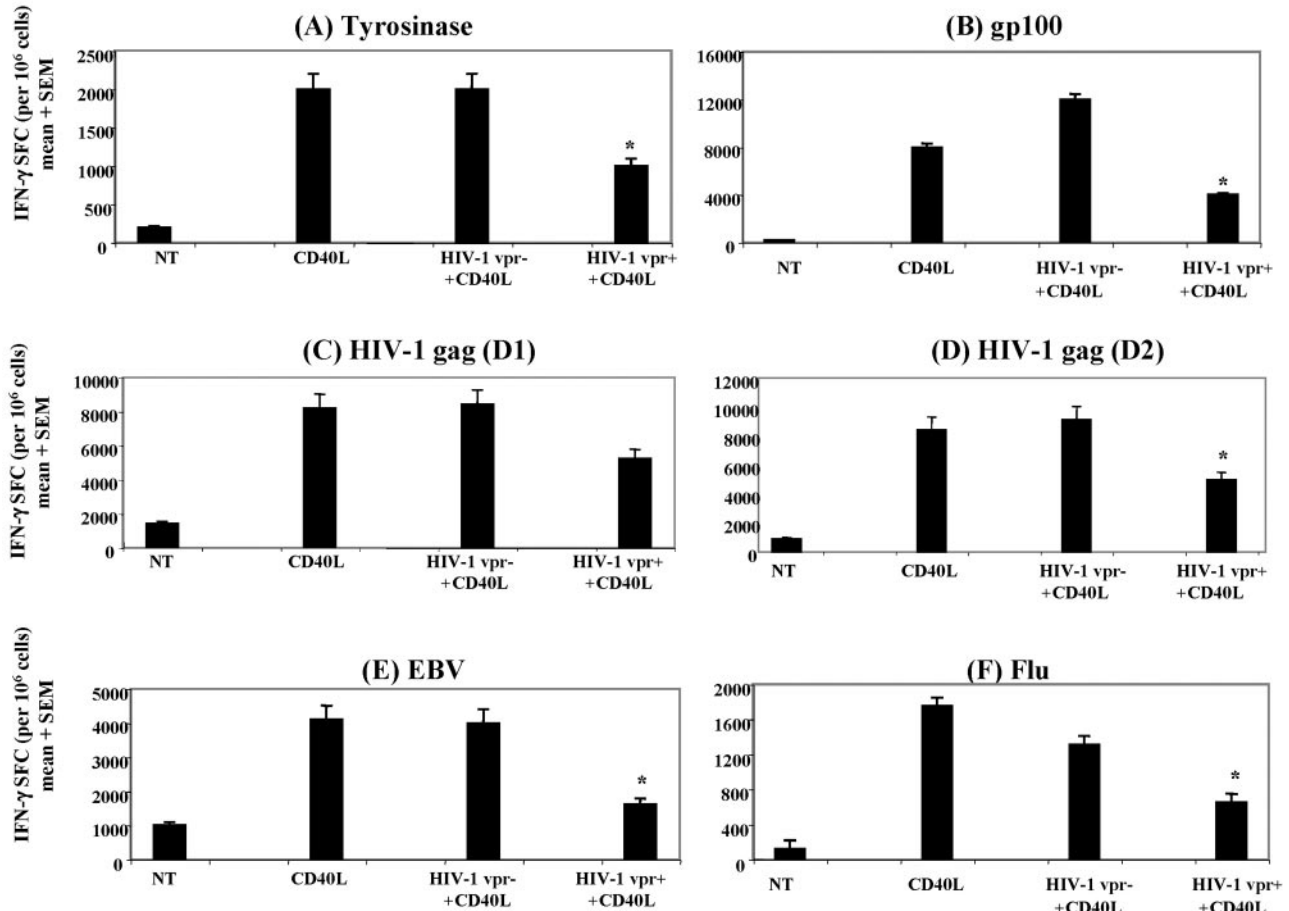 (A) Tyrosinase
IFN-γ SFC (per 10⁶ cells)
mean + SEM
2500
2000
1500
1000
500
0
*
NT
CD40L
HIV-1 vpr-
+CD40L
HIV-1 vpr+
+CD40L
(B) gp100
16000
12000
8000
4000
0
*
NT
CD40L
HIV-1 vpr-
+CD40L
HIV-1 vpr+
+CD40L
(C) HIV-1 gag (D1)
IFN-γ SFC (per 10⁶ cells)
mean + SEM
10000
8000
6000
4000
2000
0
NT
CD40L
HIV-1 vpr-
+CD40L
HIV-1 vpr+
+CD40L
(D) HIV-1 gag (D2)
12000
10000
8000
6000
4000
2000
0
*
NT
CD40L
HIV-1 vpr-
+CD40L
HIV-1 vpr+
+CD40L
(E) EBV
IFN-γ SFC (per 10⁶ cells)
mean + SEM
5000
4000
3000
2000
1000
0
*
NT
CD40L
HIV-1 vpr-
+CD40L
HIV-1 vpr+
+CD40L
(F) Flu
2000
1600
1200
800
400
0
*
NT
CD40L
HIV-1 vpr-
+CD40L
HIV-1 vpr+
+CD40L